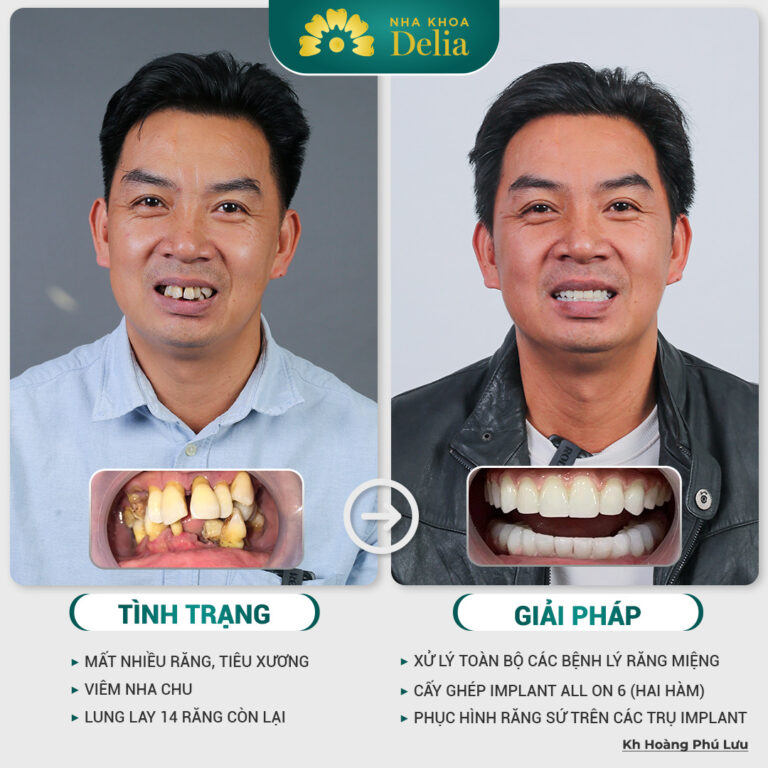 NHA KHOA
Delia
TÌNH TRẠNG
▸ MẤT NHIỀU RĂNG, TIÊU XƯƠNG
▸ VIÊM NHA CHU
▸ LUNG LAY 14 RĂNG CÒN LẠI
GIẢI PHÁP
▸ XỬ LÝ TOÀN BỘ CÁC BỆNH LÝ RĂNG MIỆNG
▸ CẤY GHÉP IMPLANT ALL ON 6 (HAI HÀM)
▸ PHỤC HÌNH RĂNG SỨ TRÊN CÁC TRỤ IMPLANT
Kh Hoàng Phú Lưu